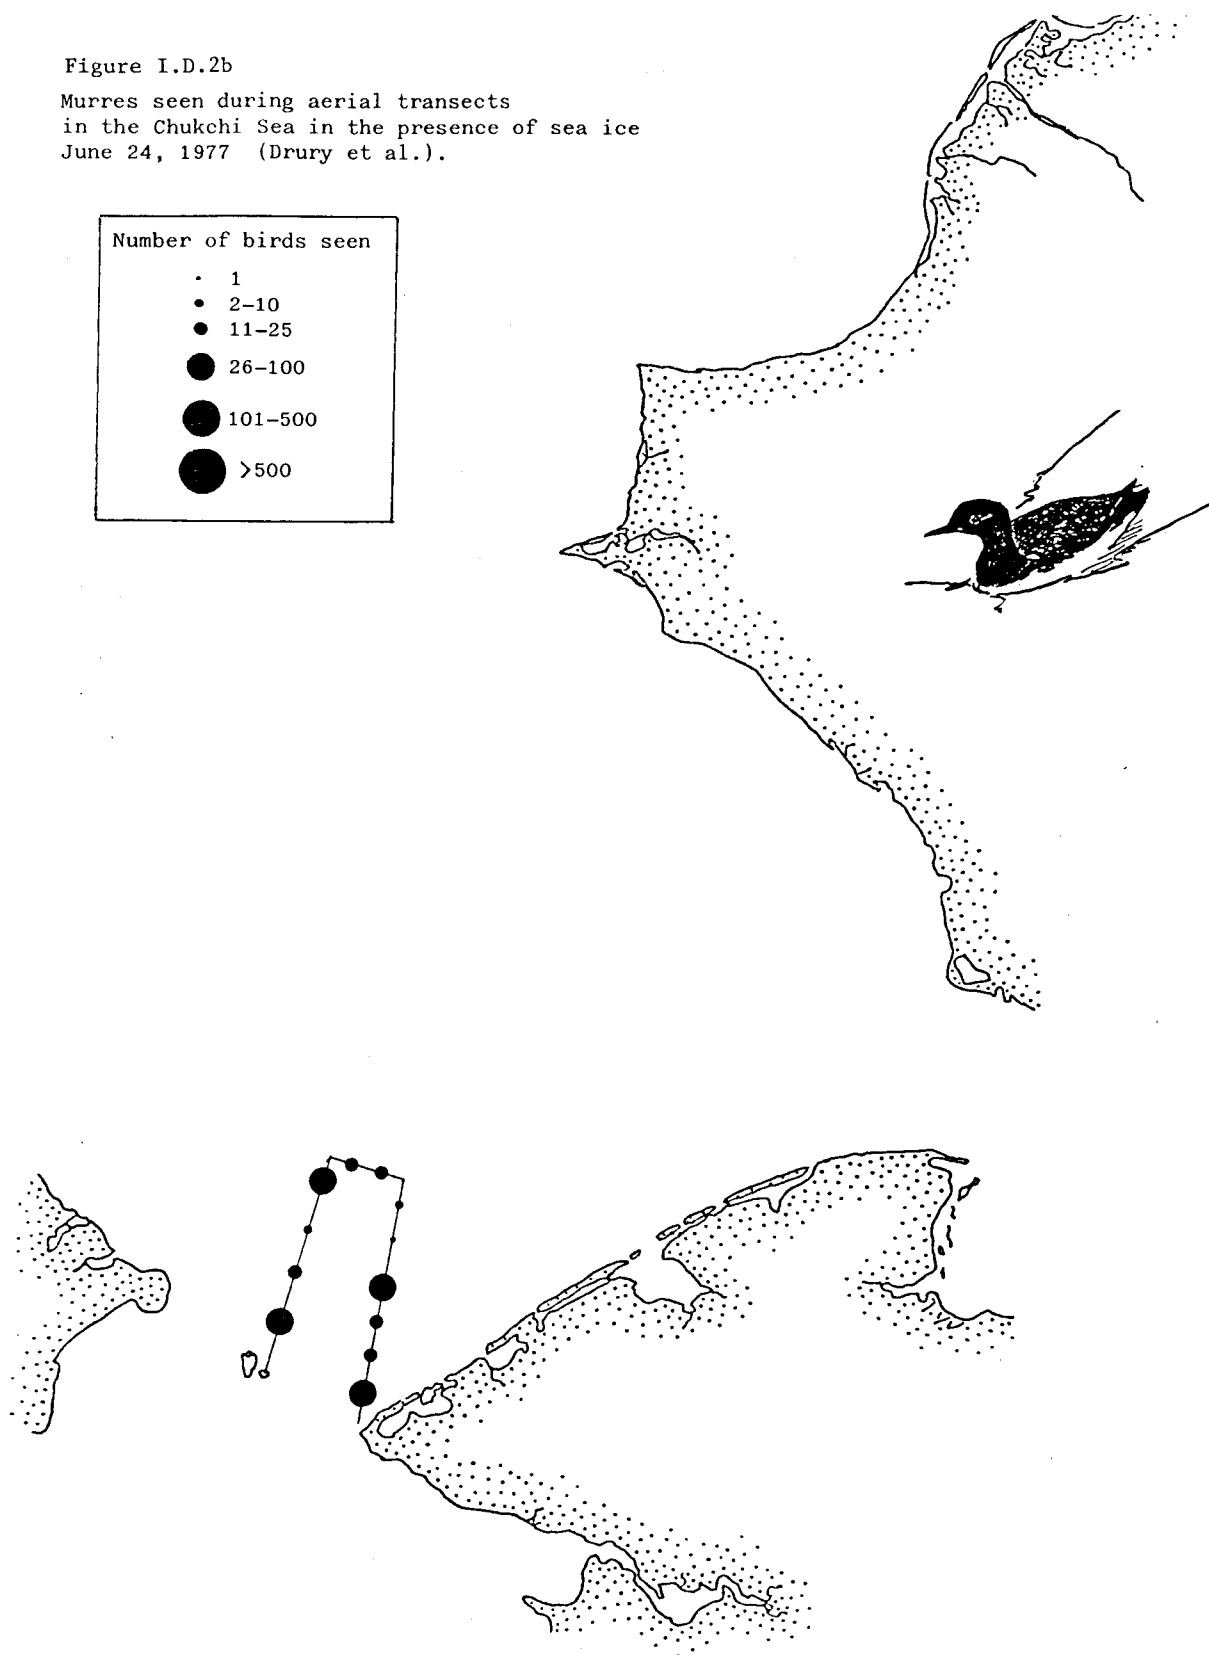 Figure I.D.2b
Murres seen during aerial transects
in the Chukchi Sea in the presence of sea ice
June 24, 1977 (Drury et al.).
Number of birds seen
1
2-10
11-25
26-100
101-500
>500